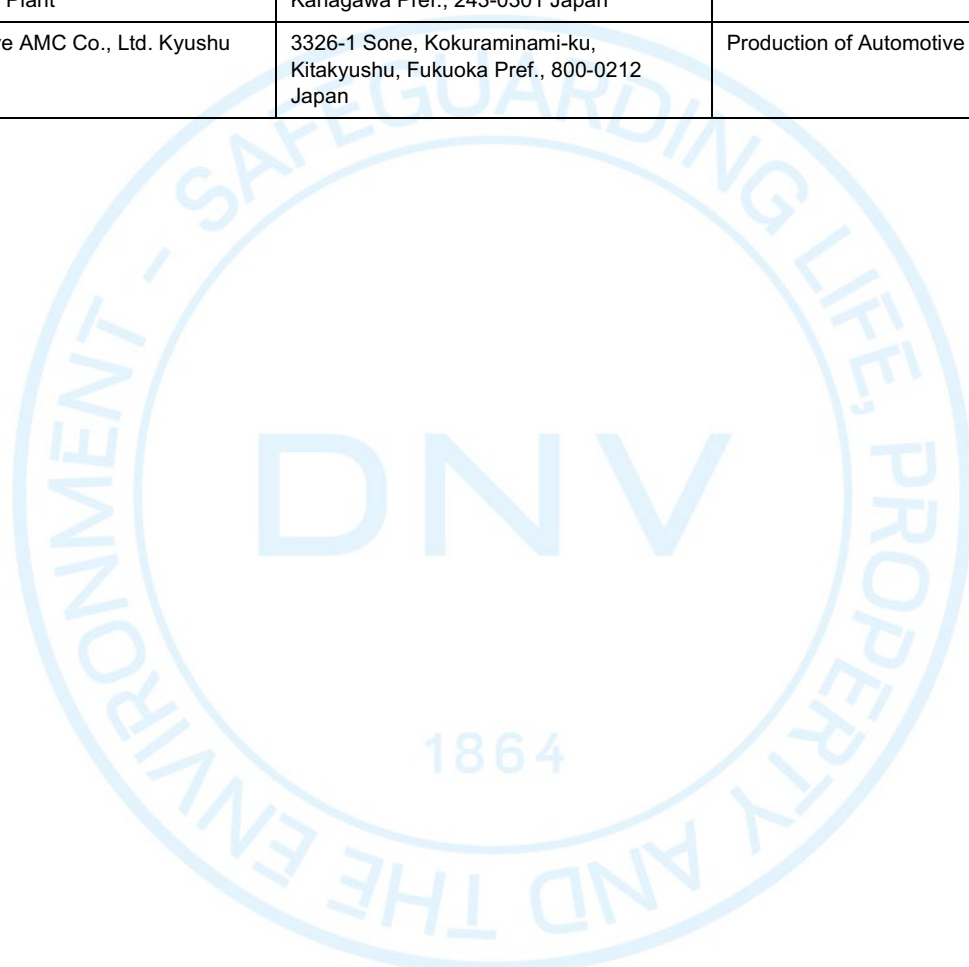 Plant
Kanagawa Pref., 243-0301 Japan
AMC Co., Ltd. Kyushu
3326-1 Sone, Kokuraminami-ku,
Kitakyushu, Fukuoka Pref., 800-0212
Japan
Production of Automotive
SAFEGUARDING LIFE, PROPERTY AND THE ENVIRONMENT -
DNV
1864